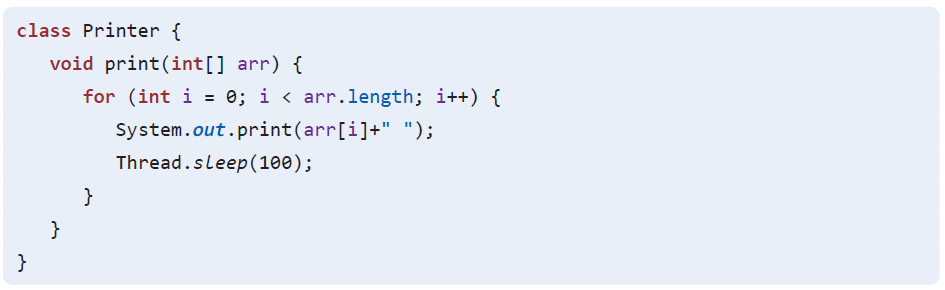 class Printer {
   void print(int[] arr) {
      for (int i = 0; i < arr.length; i++) {
         System.out.print(arr[i]+" ");
         Thread.sleep(100);
      }
   }
}